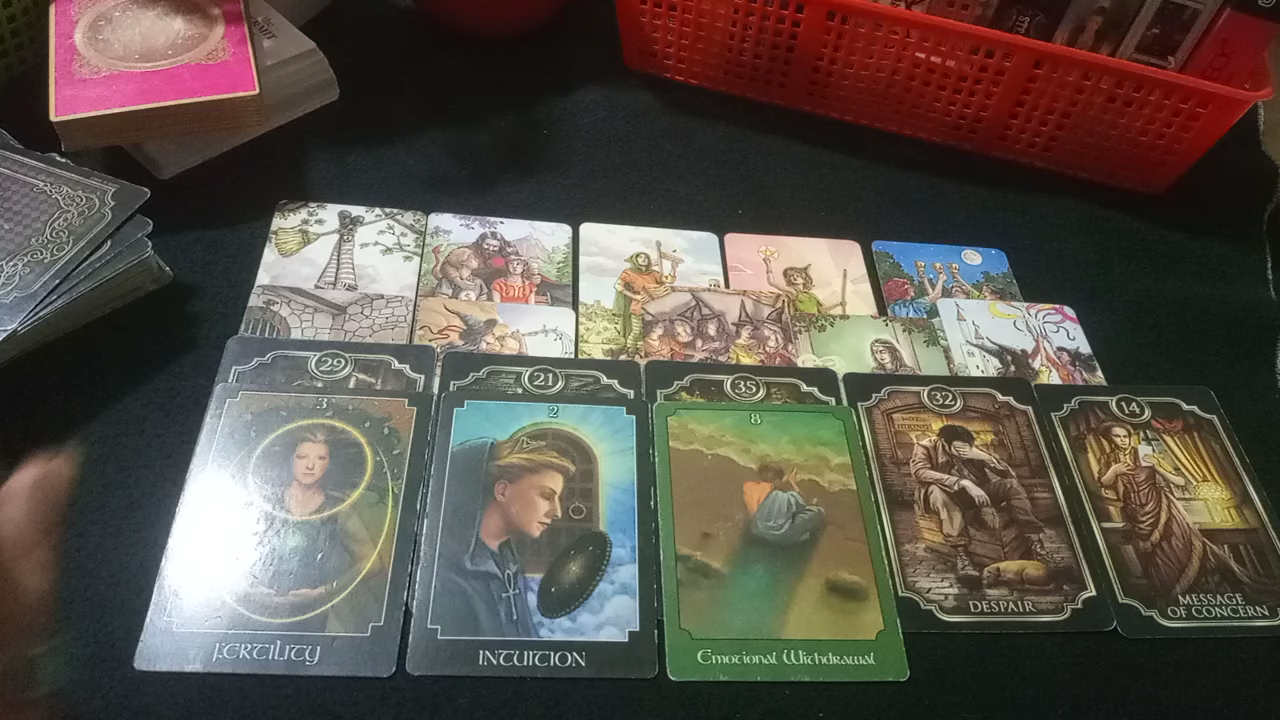 29
21
35
32
14
3
2
8
DESPAIR
MESSAGE
OF CONCERN
FERTILITY
INTUITION
Emotional Withdrawal